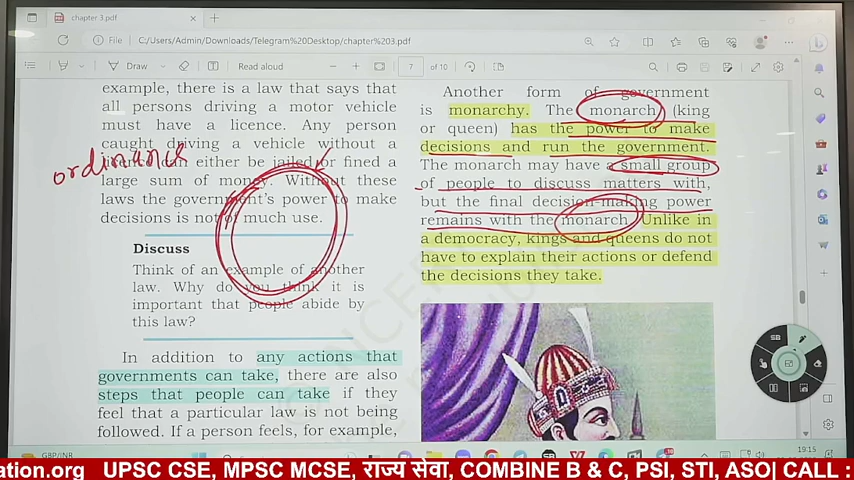 chapter 3.pdf
File
C:/Users/Admin/Downloads/Telegram%20Desktop/chapter%203.pdf
Draw
Read aloud
7
of 10
example, there is a law that says that
all persons driving a motor vehicle
must have a licence. Any person
caught driving a vehicle without a
can either be jailed or fined a
large sum of money. Without these
laws the government's power to make
decisions is not of much use.
ordinance
Discuss
Think of an example of another
law. Why do you think it is
important that people abide by
this law?
In addition to any actions that
governments can take, there are also
steps that people can take if they
feel that a particular law is not being
followed. If a person feels, for example,
Another form of government
is monarchy. The monarch (king
or queen) has the power to make
decisions and run the government.
The monarch may have a small group
of people to discuss matters with,
but the final decision-making power
remains with the monarch. Unlike in
a democracy, kings and queens do not
have to explain their actions or defend
the decisions they take.
SB
GBP/INR
19:15
ation.org UPSC CSE, MPSC MCSE, राज्य सेवा, COMBINE B & C, PSI, STI, ASO| CALL :